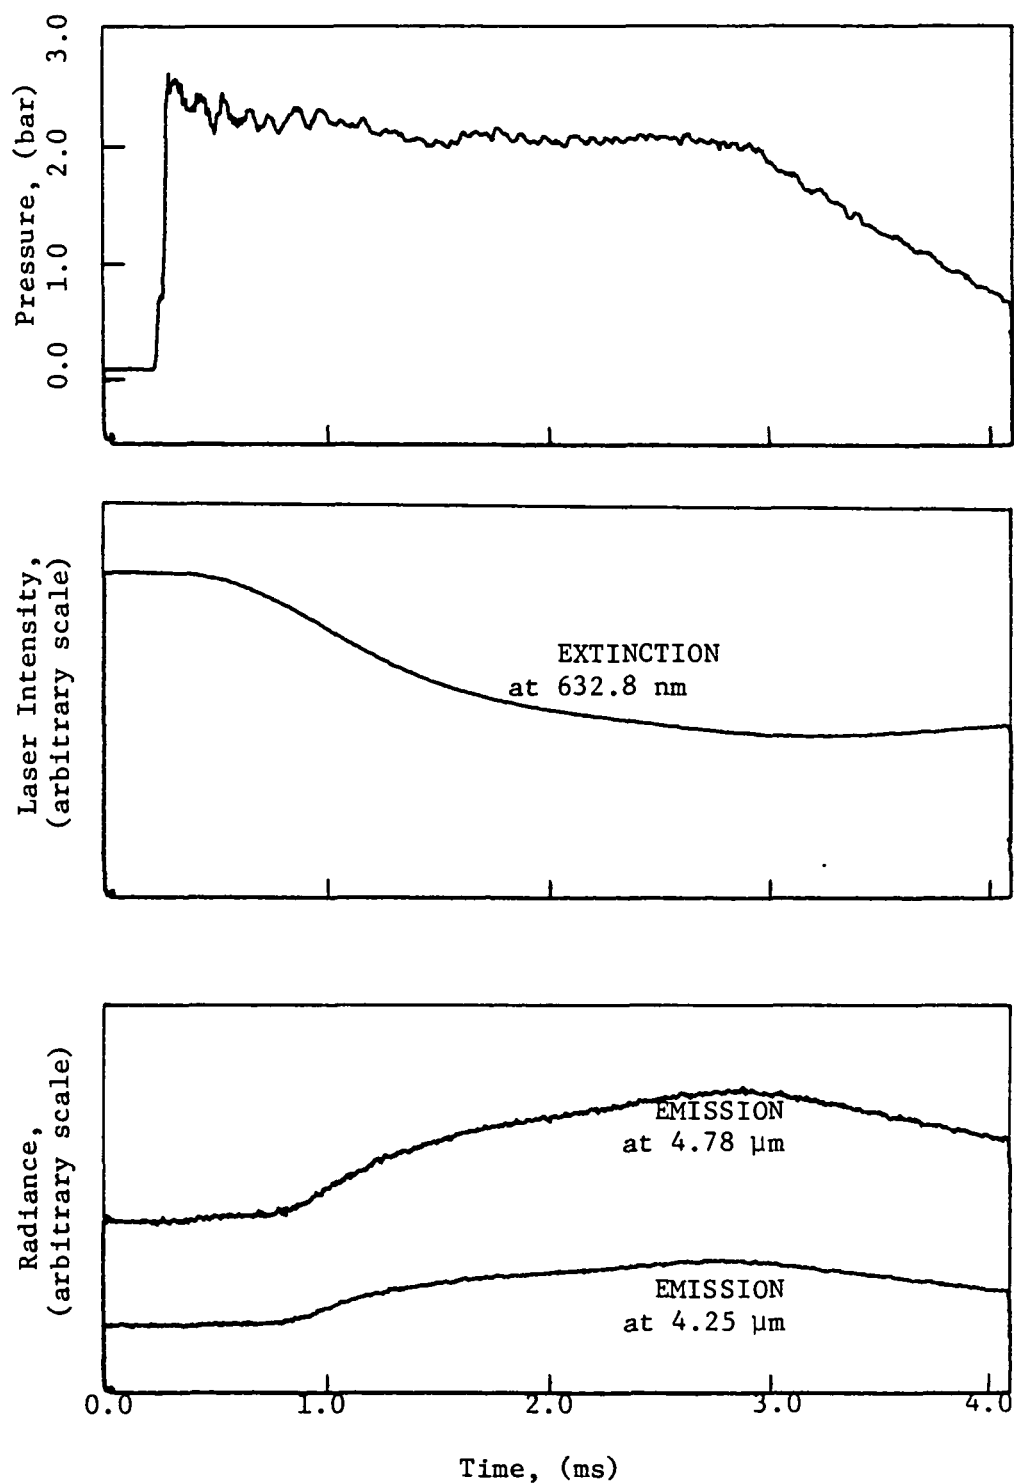 Pressure, (bar)
3.0
2.0
1.0
0.0
Laser Intensity,
(arbitrary scale)
EXTINCTION
at 632.8 nm
Radiance,
(arbitrary scale)
EMISSION
at 4.78 μm
EMISSION
at 4.25 μm
0.0 1.0 2.0 3.0 4.0
Time, (ms)